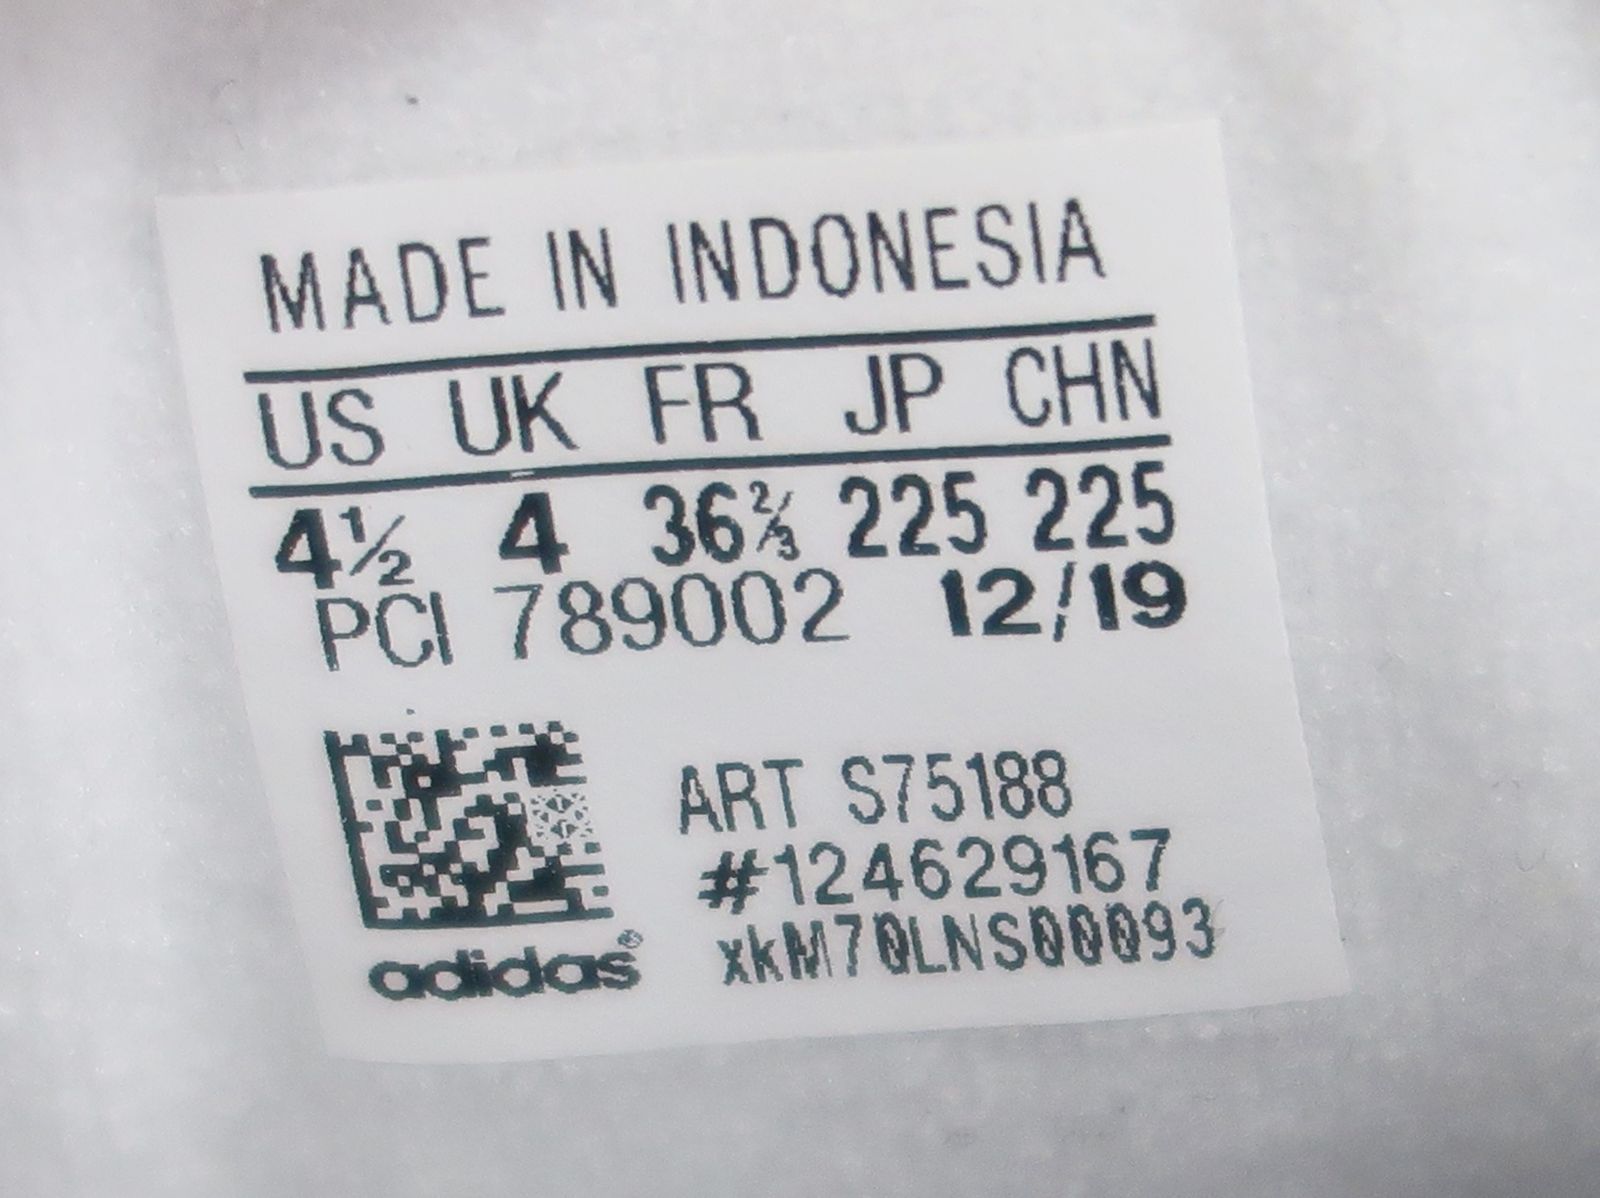 MADE IN INDONESIA
US UK FR JP CHN
4½ 4 36⅔ 225 225
PCI 789002 12/19
ART S75188
#124629167
xkM70LNS00093
adidas®